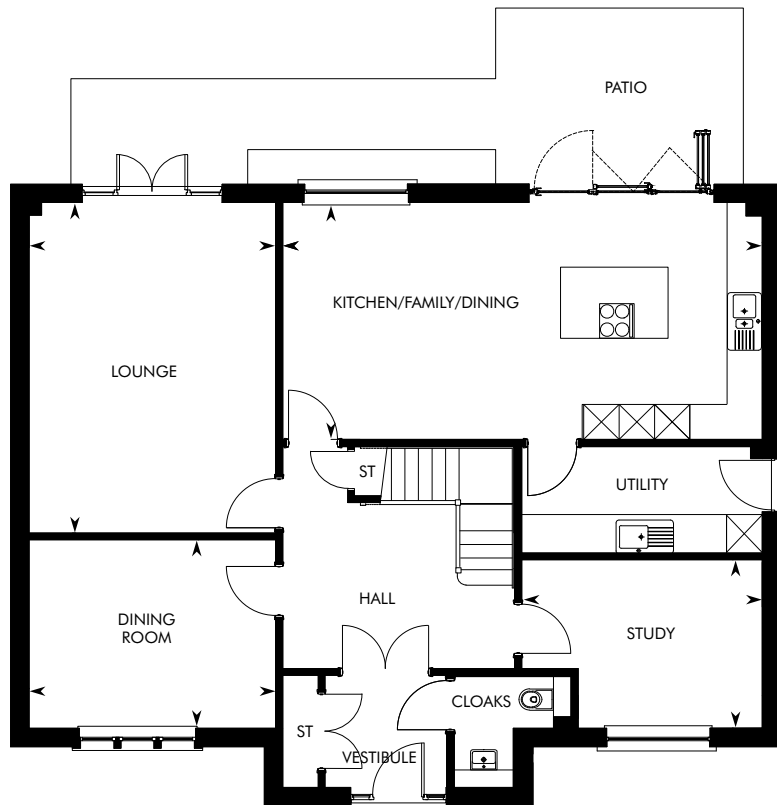 PATIO
KITCHEN/FAMILY/DINING
LOUNGE
ST
UTILITY
HALL
DINING
ROOM
STUDY
CLOAKS
ST
VESTIBULE